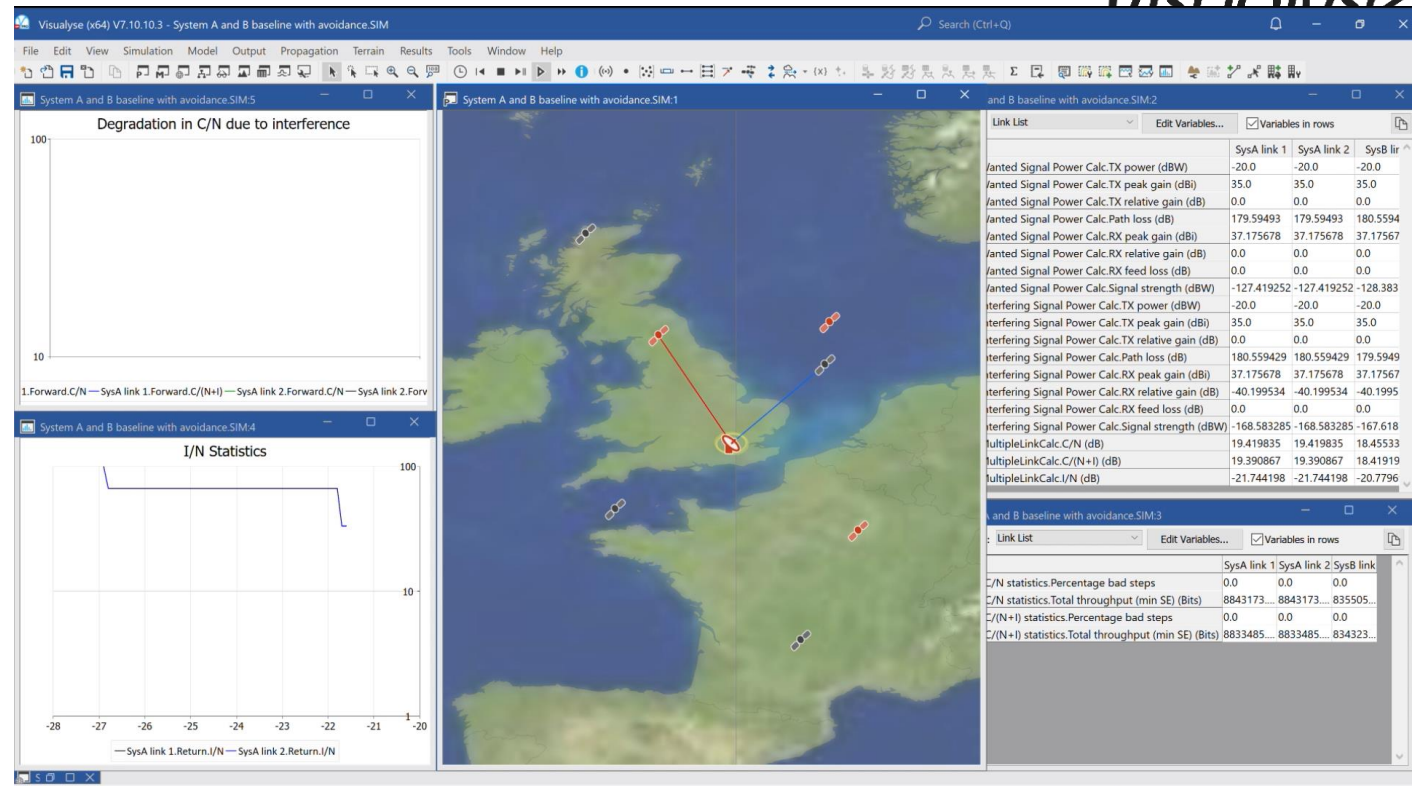 Visualyse (x64) V7.10.10.3 - System A and B baseline with avoidance.SIM
Search (Ctrl+Q)
File Edit View Simulation Model Output Propagation Terrain Results Tools Window Help
System A and B baseline with avoidance.SIM:5
Degradation in C/N due to interference
100
10
1.Forward.C/N SysA link 1.Forward.C/(N+I) SysA link 2.Forward.C/N SysA link 2.Forv
System A and B baseline with avoidance.SIM:4
I/N Statistics
100
10
1
-28 -27 -26 -25 -24 -23 -22 -21 -20
SysA link 1.Return.I/N SysA link 2.Return.I/N
System A and B baseline with avoidance.SIM:1
and B baseline with avoidance.SIM:2
Link List Edit Variables... Variables in rows
SysA link 1 SysA link 2 SysB lir
Wanted Signal Power Calc.TX power (dBW) -20.0 -20.0 -20.0
Wanted Signal Power Calc.TX peak gain (dBi) 35.0 35.0 35.0
Wanted Signal Power Calc.TX relative gain (dB) 0.0 0.0 0.0
Wanted Signal Power Calc.Path loss (dB) 179.59493 179.59493 180.5594
Wanted Signal Power Calc.RX peak gain (dBi) 37.175678 37.175678 37.17567
Wanted Signal Power Calc.RX relative gain (dB) 0.0 0.0 0.0
Wanted Signal Power Calc.RX feed loss (dB) 0.0 0.0 0.0
Wanted Signal Power Calc.Signal strength (dBW) -127.419252 -127.419252 -128.383
nterfering Signal Power Calc.TX power (dBW) -20.0 -20.0 -20.0
nterfering Signal Power Calc.TX peak gain (dBi) 35.0 35.0 35.0
nterfering Signal Power Calc.TX relative gain (dB) 0.0 0.0 0.0
nterfering Signal Power Calc.Path loss (dB) 180.559429 180.559429 179.5949
nterfering Signal Power Calc.RX peak gain (dBi) 37.175678 37.175678 37.17567
nterfering Signal Power Calc.RX relative gain (dB) -40.199534 -40.199534 -40.1995
nterfering Signal Power Calc.RX feed loss (dB) 0.0 0.0 0.0
nterfering Signal Power Calc.Signal strength (dBW) -168.583285 -168.583285 -167.618
MultipleLinkCalc.C/N (dB) 19.419835 19.419835 18.45533
MultipleLinkCalc.C/(N+I) (dB) 19.390867 19.390867 18.41919
MultipleLinkCalc.I/N (dB) -21.744198 -21.744198 -20.7796
and B baseline with avoidance.SIM:3
: Link List Edit Variables... Variables in rows
SysA link 1 SysA link 2 SysB link
C/N statistics.Percentage bad steps 0.0 0.0 0.0
C/N statistics.Total throughput (min SE) (Bits) 8843173.... 8843173.... 835505...
C/(N+I) statistics.Percentage bad steps 0.0 0.0 0.0
C/(N+I) statistics.Total throughput (min SE) (Bits) 8833485.... 8833485.... 834323...
S